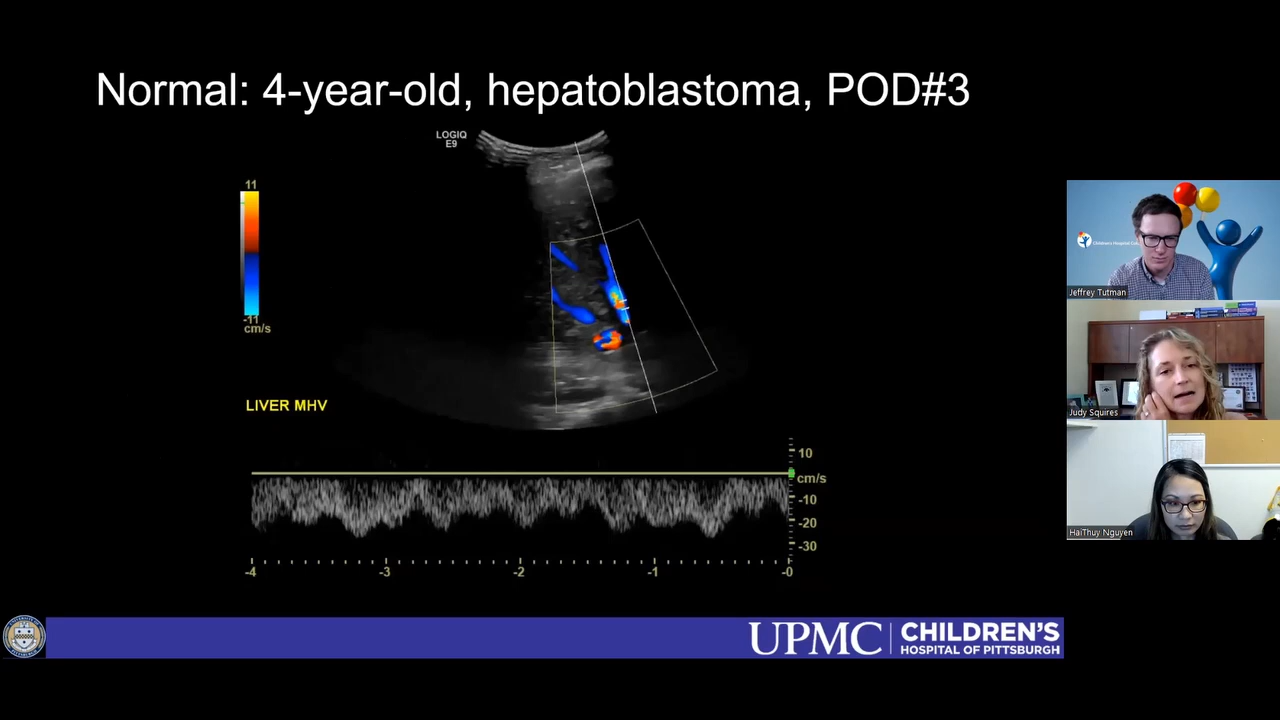 Normal: 4-year-old, hepatoblastoma, POD#3
LOGIQ
E9
11
-11
cm/s
LIVER MHV
10
cm/s
-10
-20
-30
-4
-3
-2
-1
-0
UPMC
CHILDREN'S
HOSPITAL OF PITTSBURGH
Jeffrey Tutman
Judy Squires
HaiThuy Nguyen